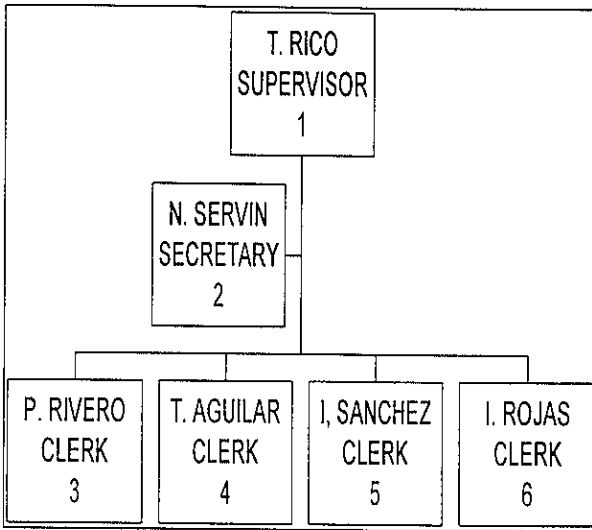 T. RICO
SUPERVISOR
1
N. SERVIN
SECRETARY
2
P. RIVERO
CLERK
3
T. AGUILAR
CLERK
4
I, SANCHEZ
CLERK
5
I. ROJAS
CLERK
6